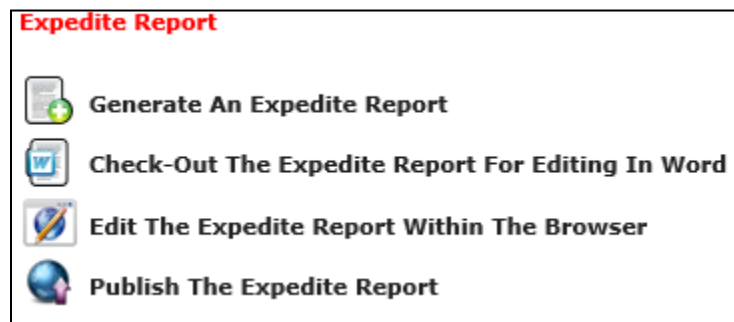 Expedite Report
Generate An Expedite Report
W
Check-Out The Expedite Report For Editing In Word
Edit The Expedite Report Within The Browser
Publish The Expedite Report